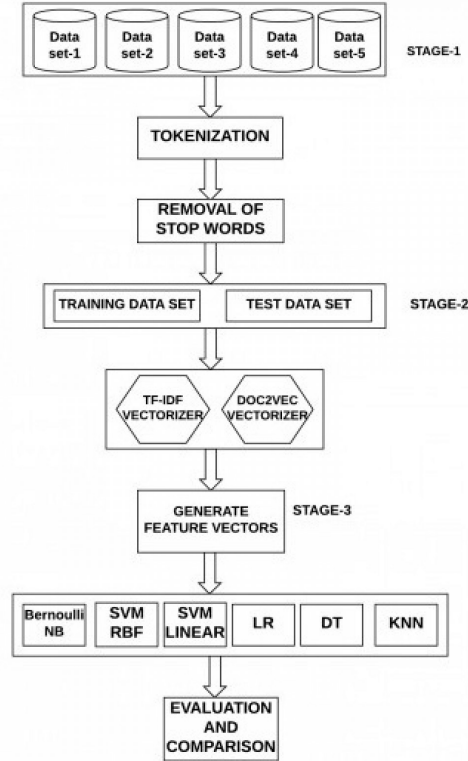 Data
set-1
Data
set-2
Data
set-3
Data
set-4
Data
set-5
STAGE-1
TOKENIZATION
REMOVAL OF
STOP WORDS
TRAINING DATA SET
TEST DATA SET
STAGE-2
TF-IDF
VECTORIZER
DOC2VEC
VECTORIZER
GENERATE
FEATURE VECTORS
STAGE-3
Bernoulli
NB
SVM
RBF
SVM
LINEAR
LR
DT
KNN
EVALUATION
AND
COMPARISON